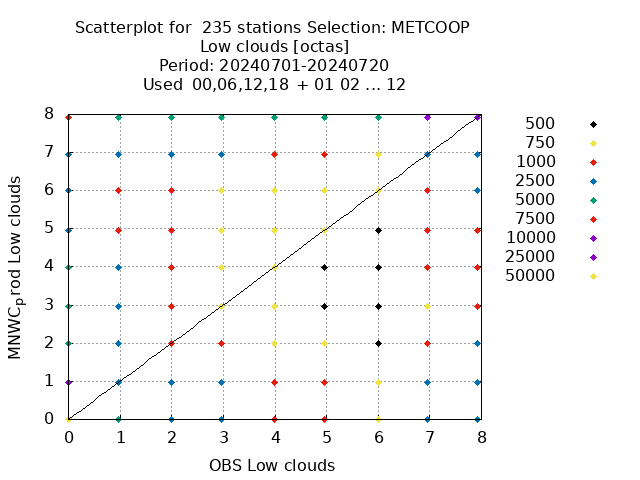 Scatterplot for  235 stations Selection: METCOOP
Low clouds [octas]
Period: 20240701-20240720
Used  00,06,12,18  + 01 02 ... 12
8
7
6
5
4
3
2
1
0
MNWC_prod Low clouds
0 1 2 3 4 5 6 7 8
OBS Low clouds
500
750
1000
2500
5000
7500
10000
25000
50000